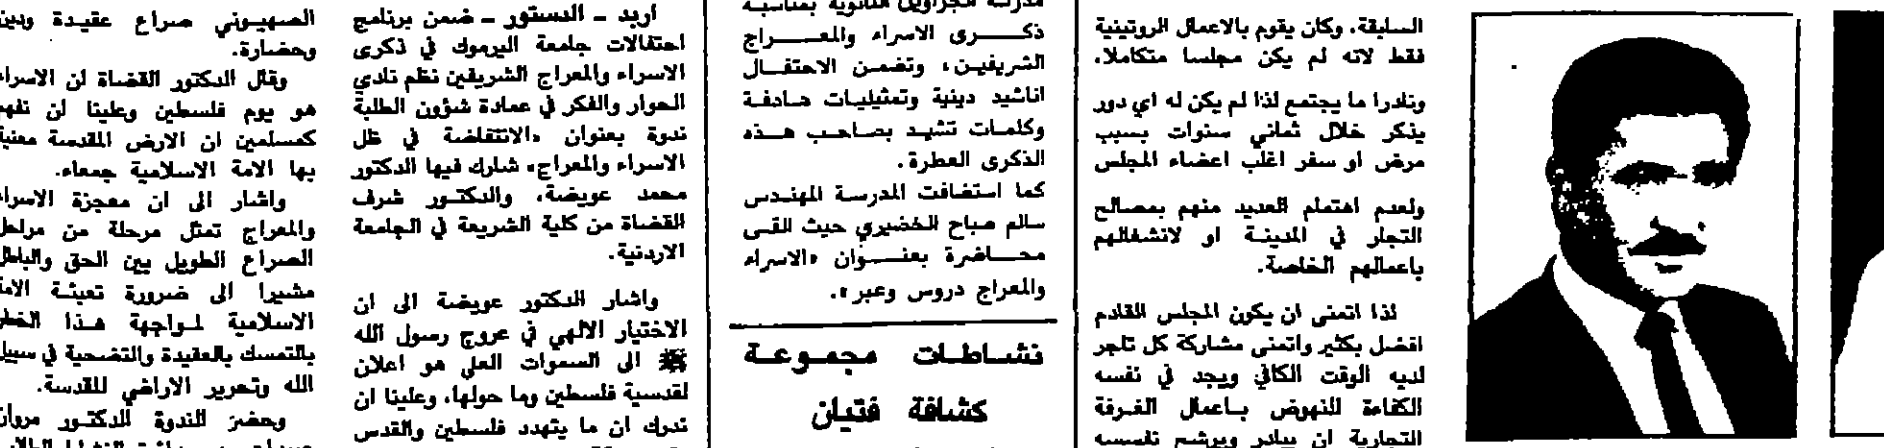 السابقة، وكان يقوم بالاعمال الروتينية
فقط لانه لم يكن مجلسا متكاملا،
ونادرا ما يجتمع لذا لم يكن له اي دور
يذكر خلال ثماني سنوات بسبب
مرض او سفر اغلب اعضاء المجلس
ولعدم اهتمام العديد منهم بمصالح
التجار في المدينة او لانشغالهم
باعمالهم الخاصة.
لذا اتمنى ان يكون المجلس القادم
افضل بكثير واتمنى مشاركة كل تاجر
لديه الوقت الكافي ويجد في نفسه
الكفاءة للنهوض باعمال الغرفة
التجارية ان يبادر ويرشح نفسه
مدرسة الجزاوين الثانوية بمناسبة
ذكرى الاسراء والمعراج
الشريفين، وتضمن الاحتفال
اناشيد دينية وتمثيليات هادفة
وكلمات تشيد بصاحب هذه
الذكرى العطرة.
كما استضافت المدرسة المهندس
سالم صباح الخضيري حيث القى
محاضرة بعنوان «الاسراء
والمعراج دروس وعبر».
نشاطات مجموعة
كشافة فتيان
اربد - الدستور - ضمن برنامج
احتفالات جامعة اليرموك في ذكرى
الاسراء والمعراج الشريفين نظم نادي
الحوار والفكر في عمادة شؤون الطلبة
ندوة بعنوان «الانتفاضة في ظل
الاسراء والمعراج» شارك فيها الدكتور
محمد عويضة، والدكتور شرف
القضاة من كلية الشريعة في الجامعة
الاردنية.
واشار الدكتور عويضة الى ان
الاختيار الالهي في عروج رسول الله
ﷺ الى السموات العلى هو اعلان
لقدسية فلسطين وما حولها، وعلينا ان
ندرك ان ما يتهدد فلسطين والقدس
الصهيوني صراع عقيدة ودين
وحضارة.
وقال الدكتور القضاة ان الاسراء
هو يوم فلسطين وعلينا ان نفهم
كمسلمين ان الارض المقدسة معنية
بها الامة الاسلامية جمعاء.
واشار الى ان معجزة الاسراء
والمعراج تمثل مرحلة من مراحل
الصراع الطويل بين الحق والباطل
مشيرا الى ضرورة تعبئة الامة
الاسلامية لمواجهة هذا الخطر
بالتمسك بالعقيدة والتضحية في سبيل
الله وتحرير الاراضي المقدسة.
وحضر الندوة الدكتور مروان